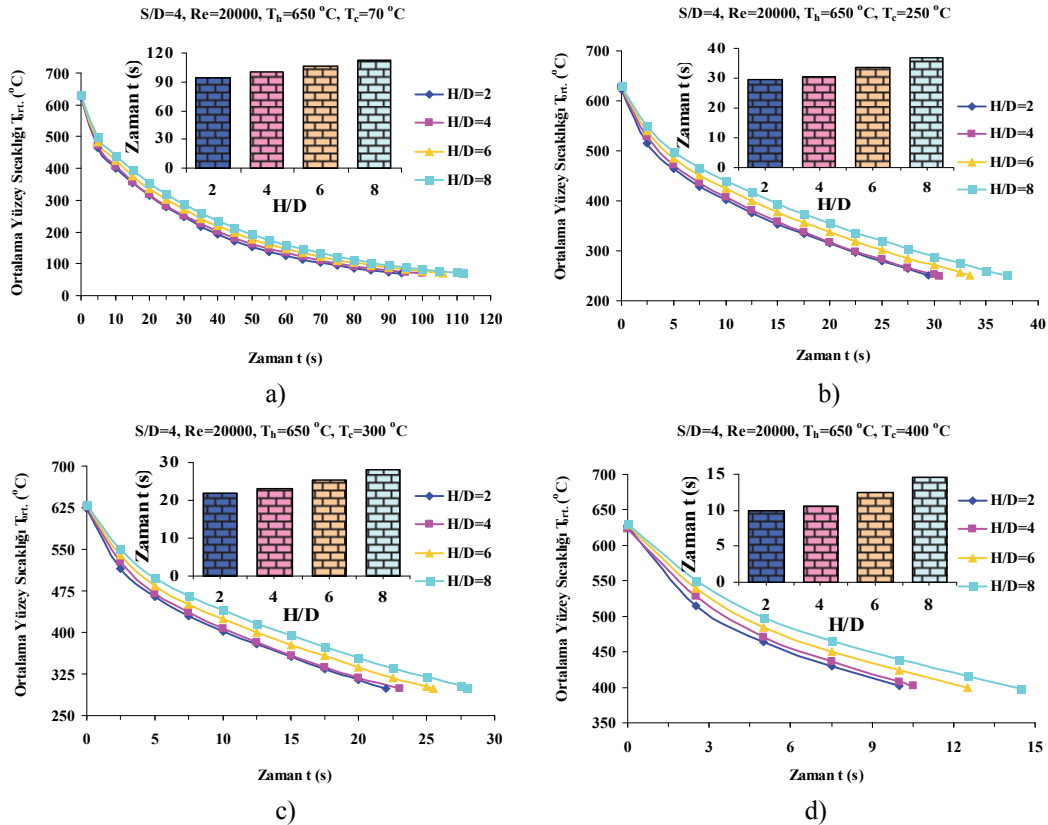 S/D=4, Re=20000, T_h=650 °C, T_c=70 °C
Ortalama Yüzey Sıcaklığı T_ort. (°C)
700
600
500
400
300
200
100
0
0 10 20 30 40 50 60 70 80 90 100 110 120
Zaman t (s)
Zaman t (s)
120
90
60
30
0
2 4 6 8
H/D
H/D=2
H/D=4
H/D=6
H/D=8
a)
S/D=4, Re=20000, T_h=650 °C, T_c=250 °C
Ortalama Yüzey Sıcaklığı T_ort. (°C)
700
600
500
400
300
200
0 5 10 15 20 25 30 35 40
Zaman t (s)
Zaman t (s)
40
30
20
10
0
2 4 6 8
H/D
H/D=2
H/D=4
H/D=6
H/D=8
b)
S/D=4, Re=20000, T_h=650 °C, T_c=300 °C
Ortalama Yüzey Sıcaklığı T_ort. (°C)
700
625
550
475
400
325
250
0 5 10 15 20 25 30
Zaman t (s)
Zaman t (s)
30
20
10
0
2 4 6 8
H/D
H/D=2
H/D=4
H/D=6
H/D=8
c)
S/D=4, Re=20000, T_h=650 °C, T_c=400 °C
Ortalama Yüzey Sıcaklığı T_ort. (°C)
700
650
600
550
500
450
400
350
0 3 6 9 12 15
Zaman t (s)
Zaman t (s)
15
10
5
0
2 4 6 8
H/D
H/D=2
H/D=4
H/D=6
H/D=8
d)